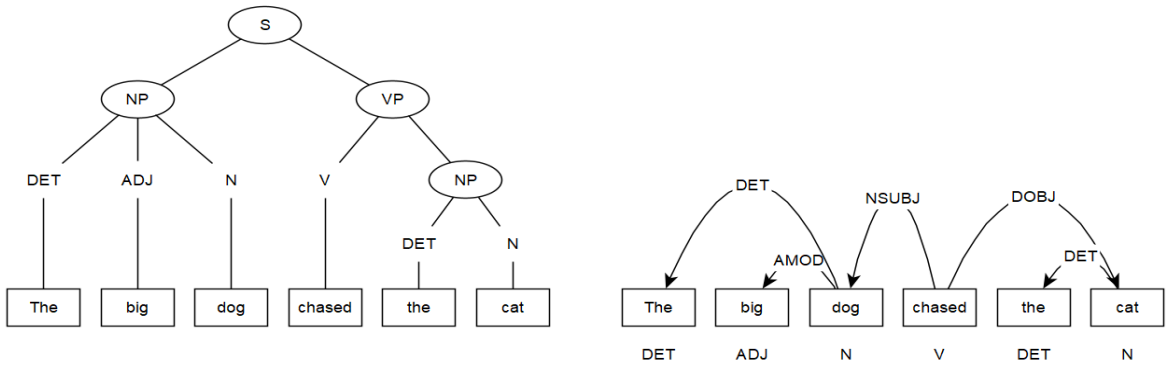 S
NP VP
DET ADJ N V NP
DET N
The big dog chased the cat
DET NSUBJ DOBJ
AMOD DET
The big dog chased the cat
DET ADJ N V DET N